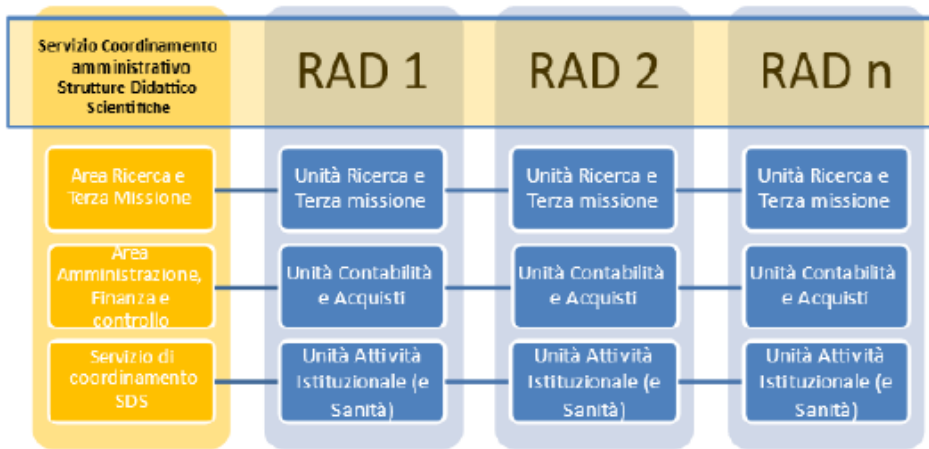 Servizio Coordinamento
amministrativo
Strutture Didattico
Scientifiche
RAD 1
RAD 2
RAD n
Area Ricerca e
Terza Missione
Unità Ricerca e
Terza missione
Unità Ricerca e
Terza missione
Unità Ricerca e
Terza missione
Area
Amministrazione,
Finanza e
controllo
Unità Contabilità
e Acquisti
Unità Contabilità
e Acquisti
Unità Contabilità
e Acquisti
Servizio di
coordinamento
SDS
Unità Attività
Istituzionale (e
Sanità)
Unità Attività
Istituzionale (e
Sanità)
Unità Attività
Istituzionale (e
Sanità)